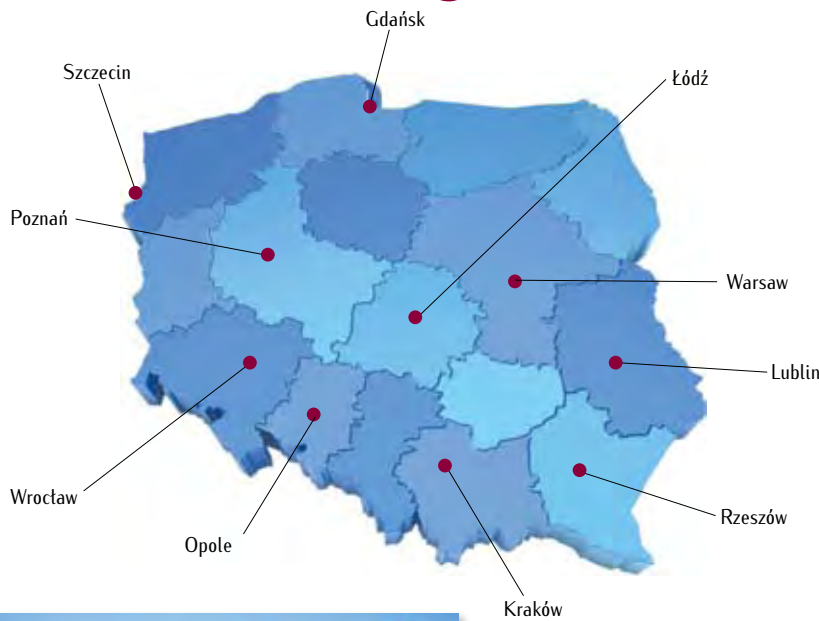 Gdańsk
Szczecin
Łódź
Poznań
Warsaw
Lublin
Wrocław
Rzeszów
Opole
Kraków